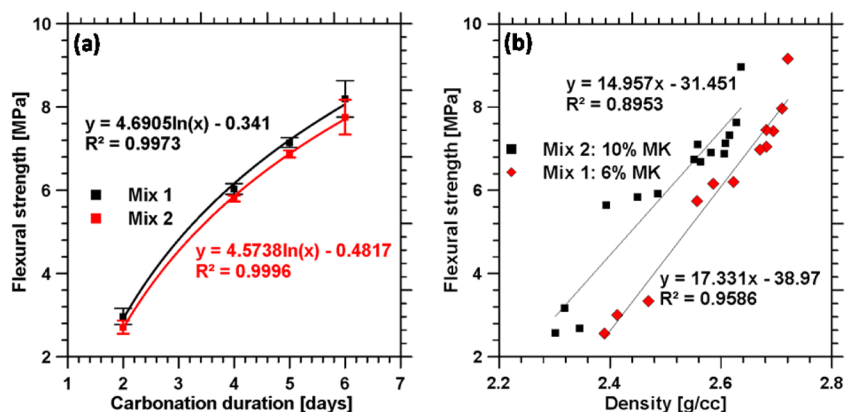 (a)
Flexural strength [MPa]
10
8
6
4
2
y = 4.6905ln(x) - 0.341
R² = 0.9973
Mix 1
Mix 2
y = 4.5738ln(x) - 0.4817
R² = 0.9996
1 2 3 4 5 6 7
Carbonation duration [days]
(b)
Flexural strength [MPa]
10
8
6
4
2
y = 14.957x - 31.451
R² = 0.8953
Mix 2: 10% MK
Mix 1: 6% MK
y = 17.331x - 38.97
R² = 0.9586
2.2 2.4 2.6 2.8
Density [g/cc]